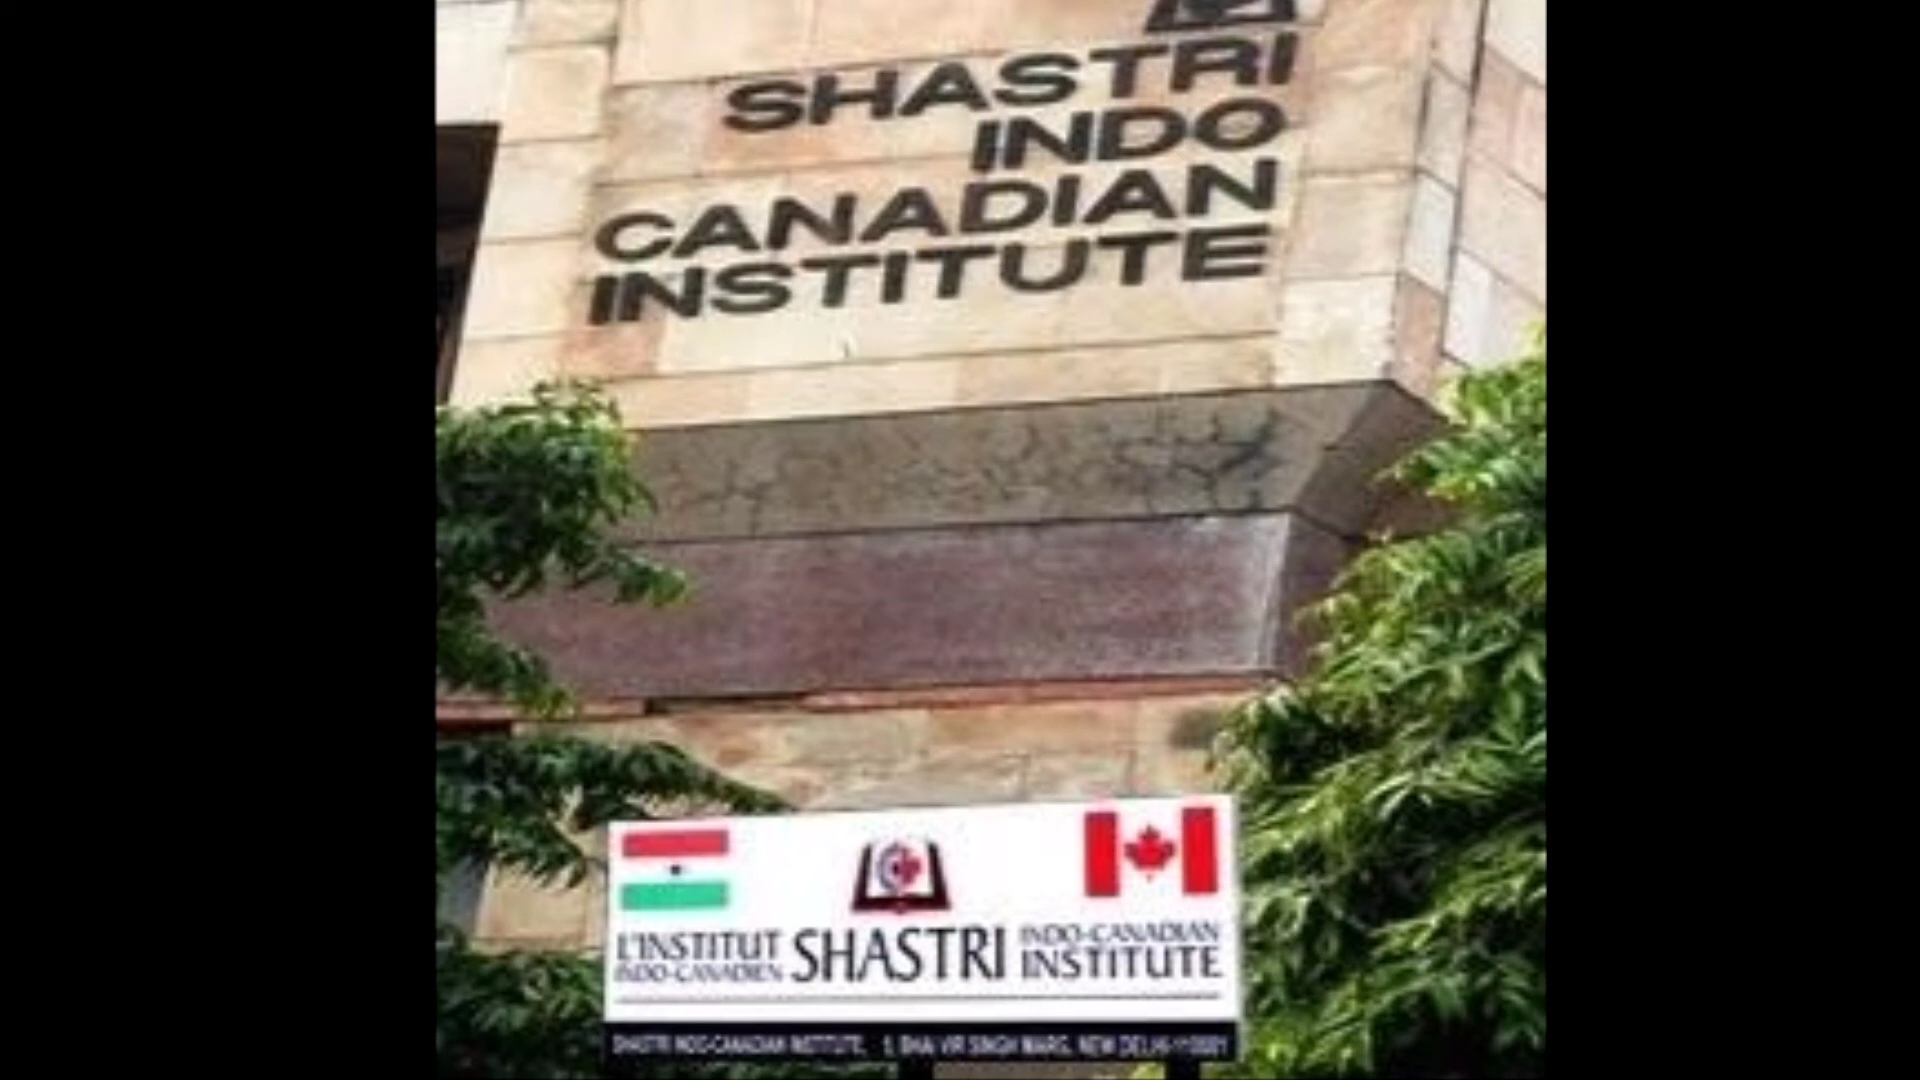 SHASTRI
INDO
CANADIAN
INSTITUTE
L'INSTITUT
INDO-CANADIEN
SHASTRI
INDO-CANADIAN
INSTITUTE
SHASTRI INDO-CANADIAN INSTITUTE, 5, BHAI VIR SINGH MARG, NEW DELHI-110001